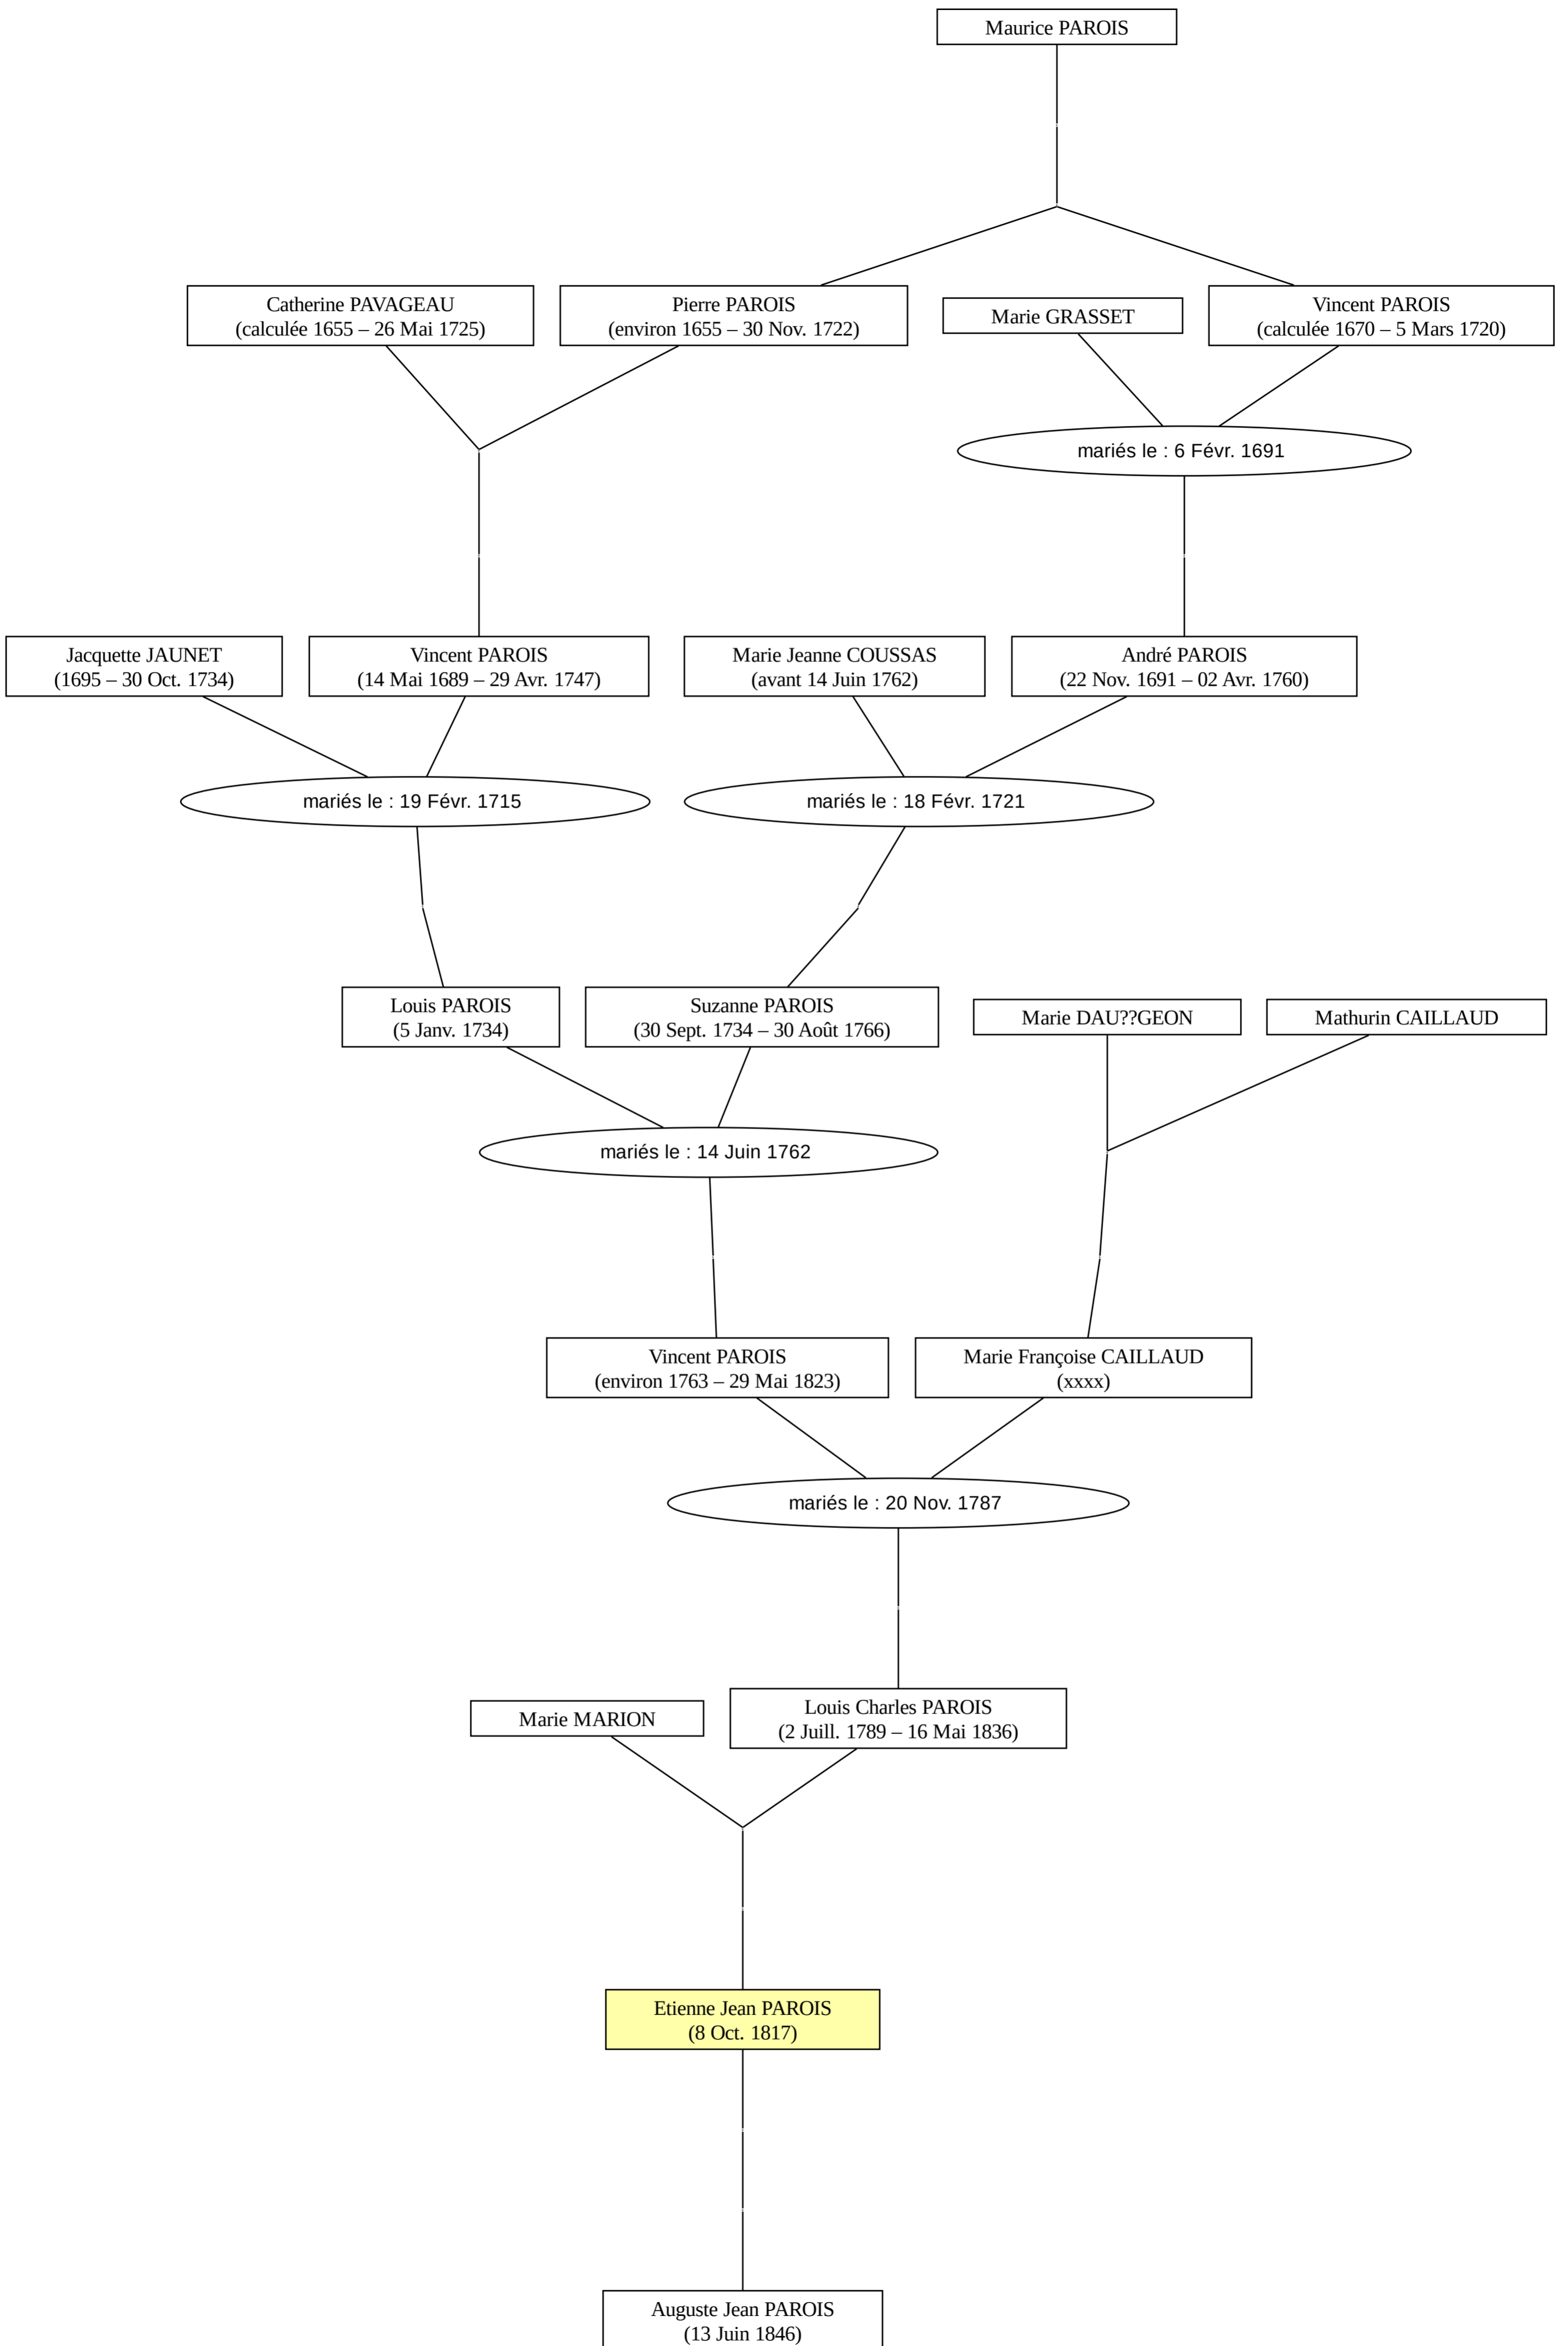 Maurice PAROIS
Catherine PAVAGEAU
(calculée 1655 – 26 Mai 1725)
Pierre PAROIS
(environ 1655 – 30 Nov. 1722)
Marie GRASSET
Vincent PAROIS
(calculée 1670 – 5 Mars 1720)
mariés le : 6 Févr. 1691
Jacquette JAUNET
(1695 – 30 Oct. 1734)
Vincent PAROIS
(14 Mai 1689 – 29 Avr. 1747)
Marie Jeanne COUSSAS
(avant 14 Juin 1762)
André PAROIS
(22 Nov. 1691 – 02 Avr. 1760)
mariés le : 19 Févr. 1715
mariés le : 18 Févr. 1721
Louis PAROIS
(5 Janv. 1734)
Suzanne PAROIS
(30 Sept. 1734 – 30 Août 1766)
Marie DAU??GEON
Mathurin CAILLAUD
mariés le : 14 Juin 1762
Vincent PAROIS
(environ 1763 – 29 Mai 1823)
Marie Françoise CAILLAUD
(xxxx)
mariés le : 20 Nov. 1787
Marie MARION
Louis Charles PAROIS
(2 Juill. 1789 – 16 Mai 1836)
Etienne Jean PAROIS
(8 Oct. 1817)
Auguste Jean PAROIS
(13 Juin 1846)